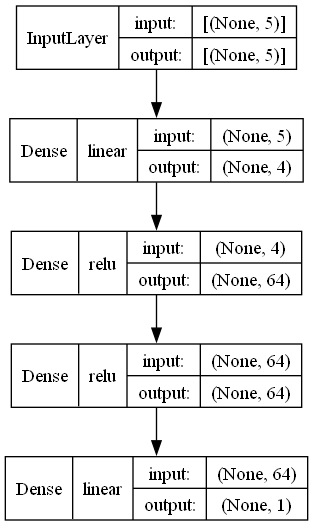 InputLayer input: [(None, 5)]
output: [(None, 5)]
Dense linear input: (None, 5)
output: (None, 4)
Dense relu input: (None, 4)
output: (None, 64)
Dense relu input: (None, 64)
output: (None, 64)
Dense linear input: (None, 64)
output: (None, 1)